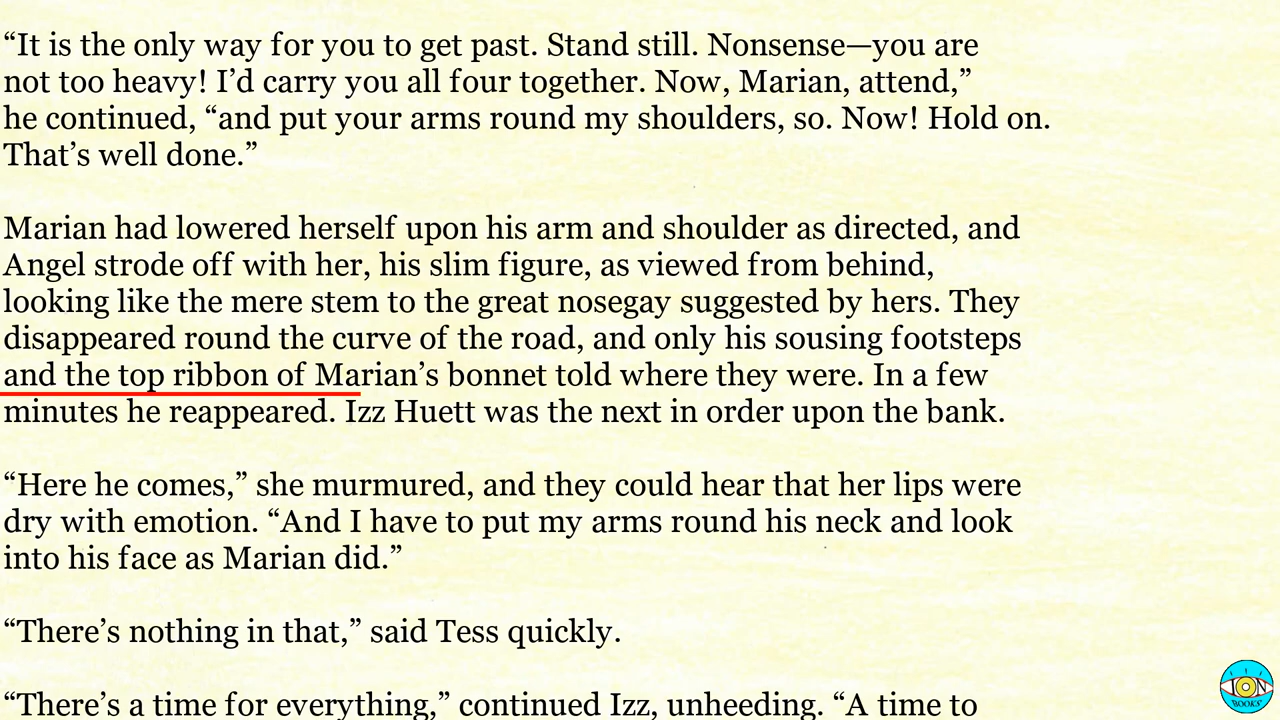 “It is the only way for you to get past. Stand still. Nonsense—you are
not too heavy! I’d carry you all four together. Now, Marian, attend,”
he continued, “and put your arms round my shoulders, so. Now! Hold on.
That’s well done.”
Marian had lowered herself upon his arm and shoulder as directed, and
Angel strode off with her, his slim figure, as viewed from behind,
looking like the mere stem to the great nosegay suggested by hers. They
disappeared round the curve of the road, and only his sousing footsteps
and the top ribbon of Marian’s bonnet told where they were. In a few
minutes he reappeared. Izz Huett was the next in order upon the bank.
“Here he comes,” she murmured, and they could hear that her lips were
dry with emotion. “And I have to put my arms round his neck and look
into his face as Marian did.”
“There’s nothing in that,” said Tess quickly.
“There’s a time for everything,” continued Izz, unheeding. “A time to
ION
BOOKS